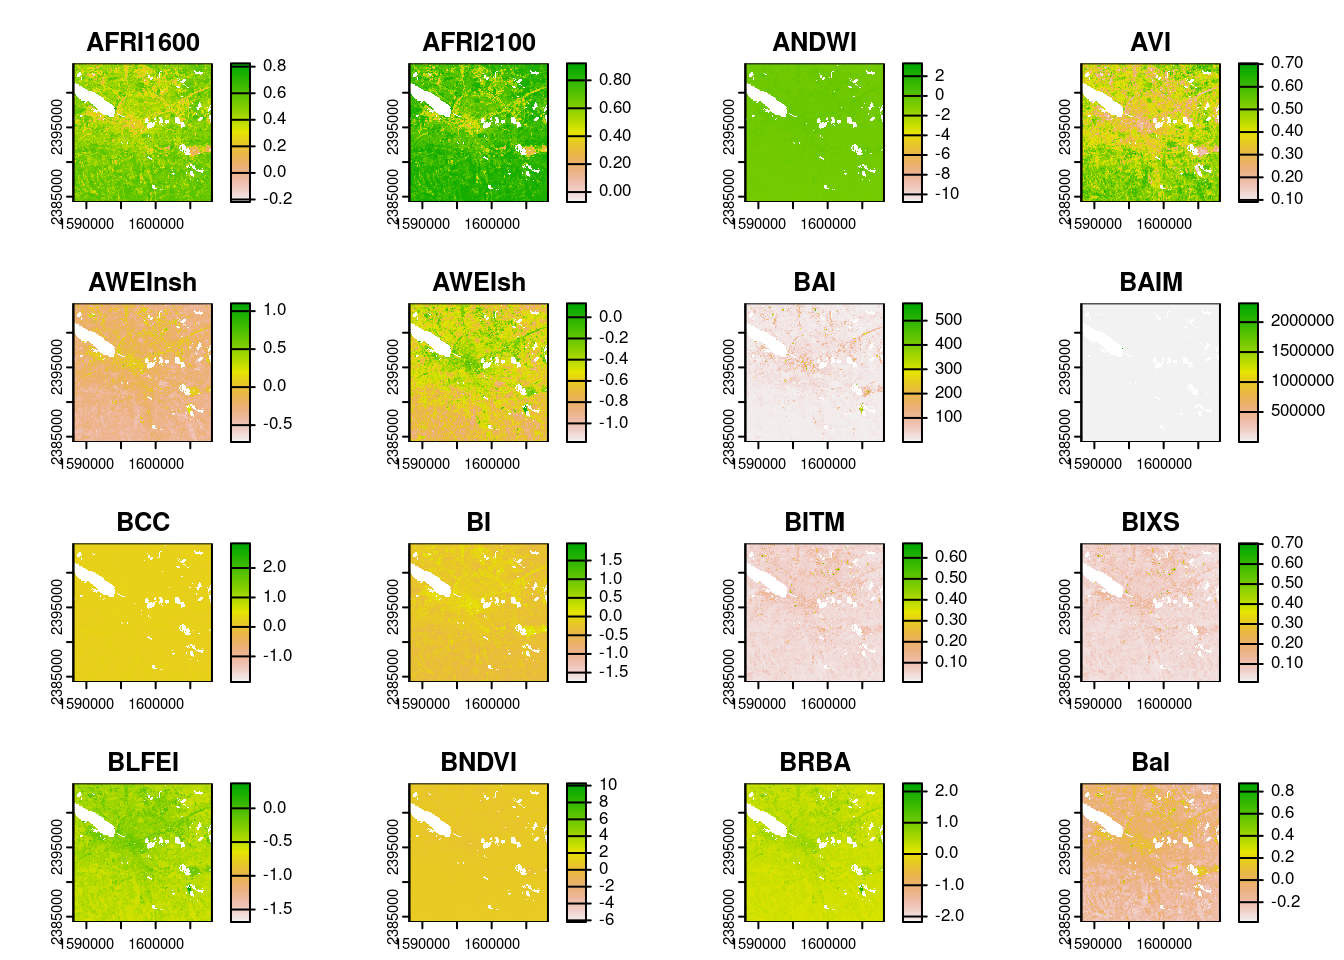 AFRI1600 AFRI2100 ANDWI AVI
2395000 2385000 1590000 1600000 0.8 0.6 0.4 0.2 0.0 -0.2
2395000 2385000 1590000 1600000 0.80 0.60 0.40 0.20 0.00
2395000 2385000 1590000 1600000 2 0 -2 -4 -6 -8 -10
2395000 2385000 1590000 1600000 0.70 0.60 0.50 0.40 0.30 0.20 0.10
AWEInsh AWEIsh BAI BAIM
2395000 2385000 1590000 1600000 1.0 0.5 0.0 -0.5
2395000 2385000 1590000 1600000 0.0 -0.2 -0.4 -0.6 -0.8 -1.0
2395000 2385000 1590000 1600000 500 400 300 200 100
2395000 2385000 1590000 1600000 2000000 1500000 1000000 500000
BCC BI BITM BIXS
2395000 2385000 1590000 1600000 2.0 1.0 0.0 -1.0
2395000 2385000 1590000 1600000 1.5 1.0 0.5 0.0 -0.5 -1.0 -1.5
2395000 2385000 1590000 1600000 0.60 0.50 0.40 0.30 0.20 0.10
2395000 2385000 1590000 1600000 0.70 0.60 0.50 0.40 0.30 0.20 0.10
BLFEI BNDVI BRBA BaI
2395000 2385000 1590000 1600000 0.0 -0.5 -1.0 -1.5
2395000 2385000 1590000 1600000 10 8 6 4 2 0 -2 -4 -6
2395000 2385000 1590000 1600000 2.0 1.0 0.0 -1.0 -2.0
2395000 2385000 1590000 1600000 0.8 0.6 0.4 0.2 0.0 -0.2